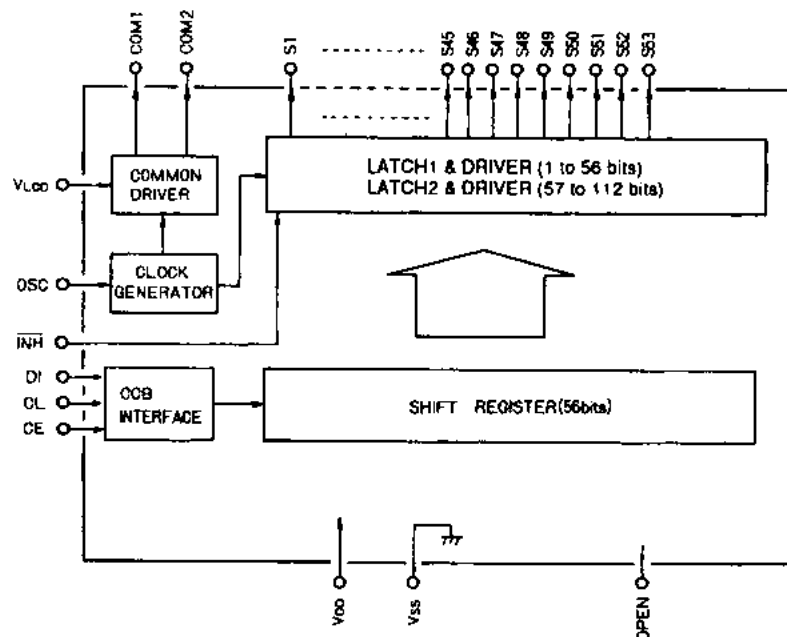 COM1
COM2
S1
S45
S46
S47
S48
S49
S50
S51
S52
S53
VLCD
COMMON
DRIVER
LATCH1 & DRIVER (1 to 56 bits)
LATCH2 & DRIVER (57 to 112 bits)
OSC
CLOCK
GENERATOR
INH
DI
CL
CE
CCB
INTERFACE
SHIFT REGISTER(56bits)
VDD
VSS
OPEN